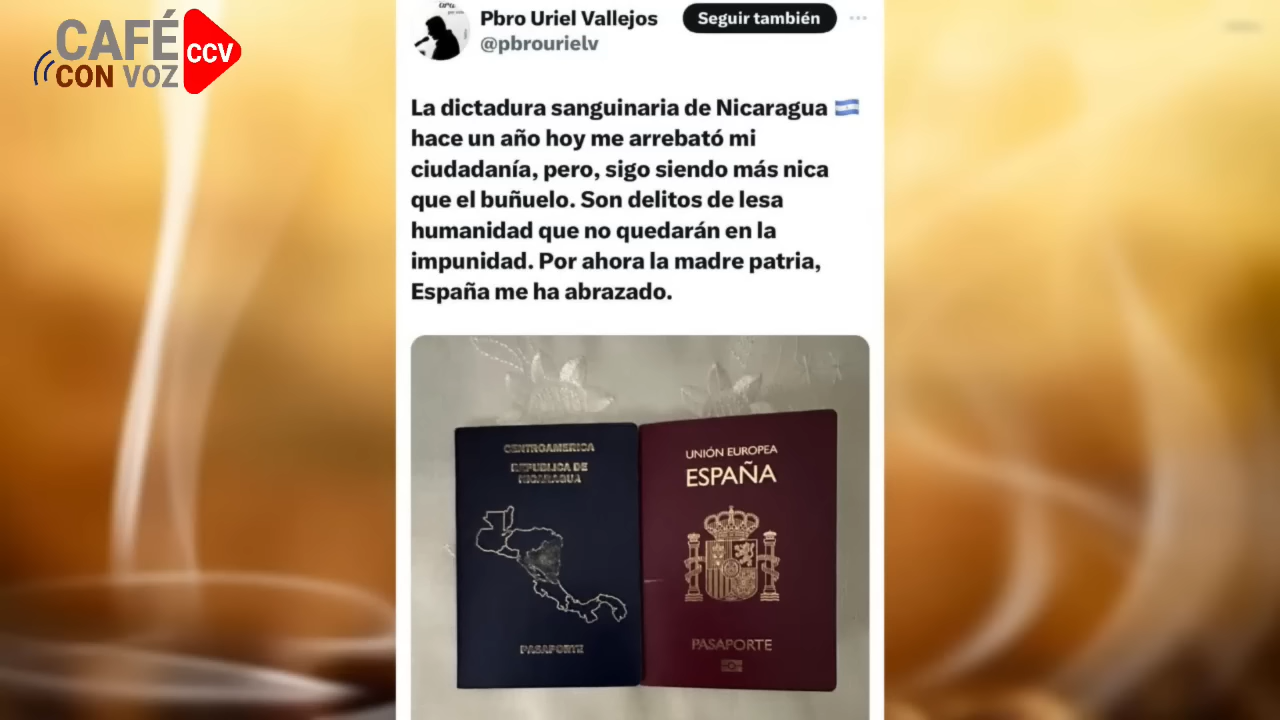 CAFÉ
CON VOZ
CCV
Pbro Uriel Vallejos
@pbrourielv
Seguir también
La dictadura sanguinaria de Nicaragua 🇳🇮
hace un año hoy me arrebató mi
ciudadanía, pero, sigo siendo más nica
que el buñuelo. Son delitos de lesa
humanidad que no quedarán en la
impunidad. Por ahora la madre patria,
España me ha abrazado.
CENTROAMERICA
REPUBLICA DE
NICARAGUA
PASAPORTE
UNIÓN EUROPEA
ESPAÑA
PASAPORTE